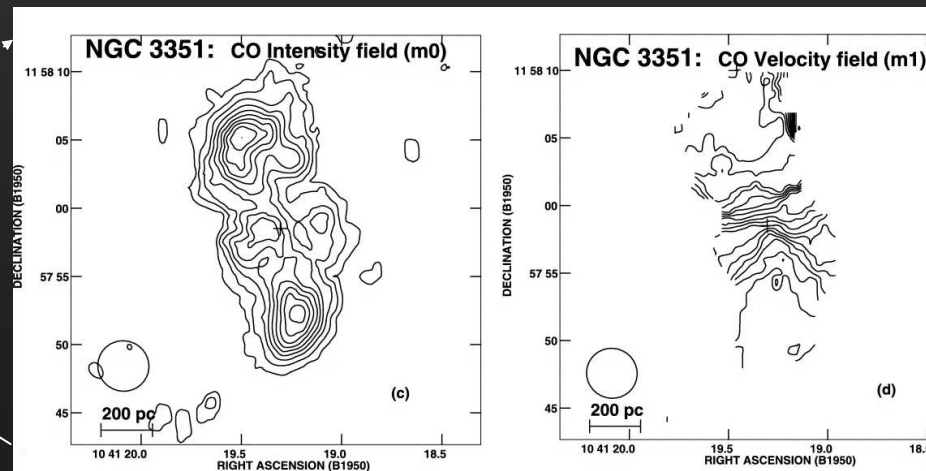 NGC 3351: CO Intensity field (m0)
DECLINATION (B1950)
11 58 10
05
00
57 55
50
45
200 pc
(c)
10 41 20.0
19.5
19.0
18.5
RIGHT ASCENSION (B1950)
NGC 3351: CO Velocity field (m1)
DECLINATION (B1950)
11 58 10
05
00
57 55
50
45
200 pc
(d)
10 41 20.0
19.5
19.0
18.5
RIGHT ASCENSION (B1950)